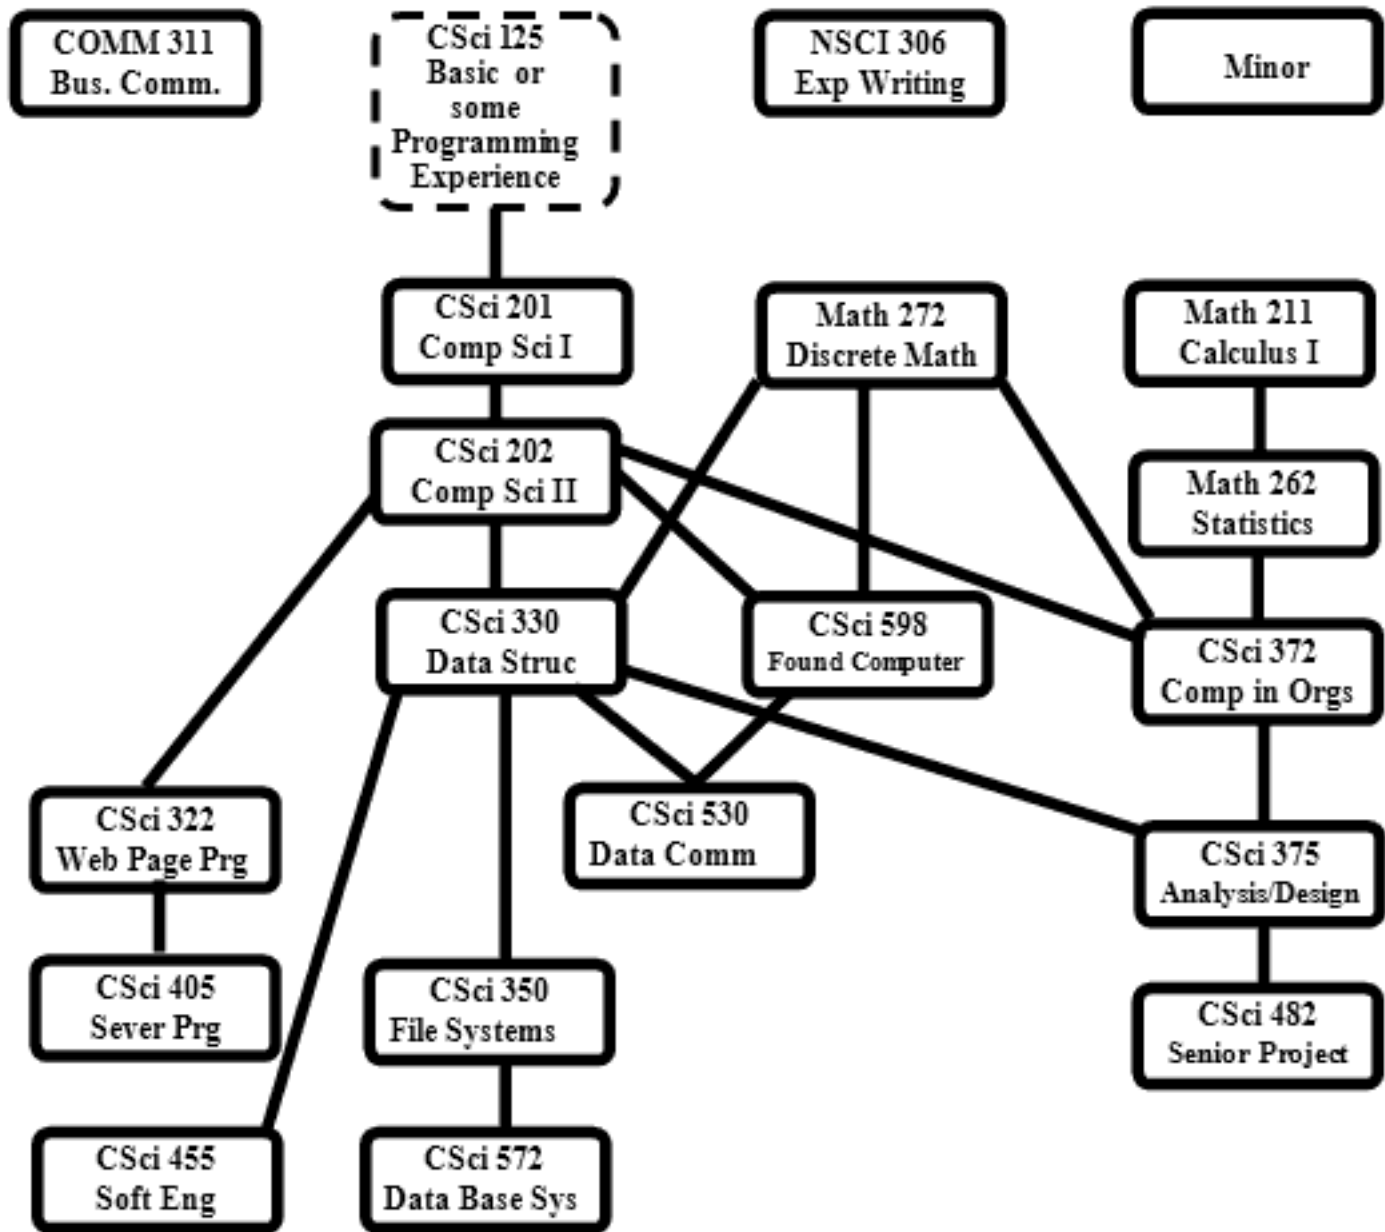 COMM 311
Bus. Comm.
CSci 125
Basic or
some
Programming
Experience
NSCI 306
Exp Writing
Minor
CSci 201
Comp Sci I
Math 272
Discrete Math
Math 211
Calculus I
CSci 202
Comp Sci II
Math 262
Statistics
CSci 330
Data Struc
CSci 598
Found Computer
CSci 372
Comp in Orgs
CSci 322
Web Page Prg
CSci 530
Data Comm
CSci 375
Analysis/Design
CSci 405
Sever Prg
CSci 350
File Systems
CSci 482
Senior Project
CSci 455
Soft Eng
CSci 572
Data Base Sys